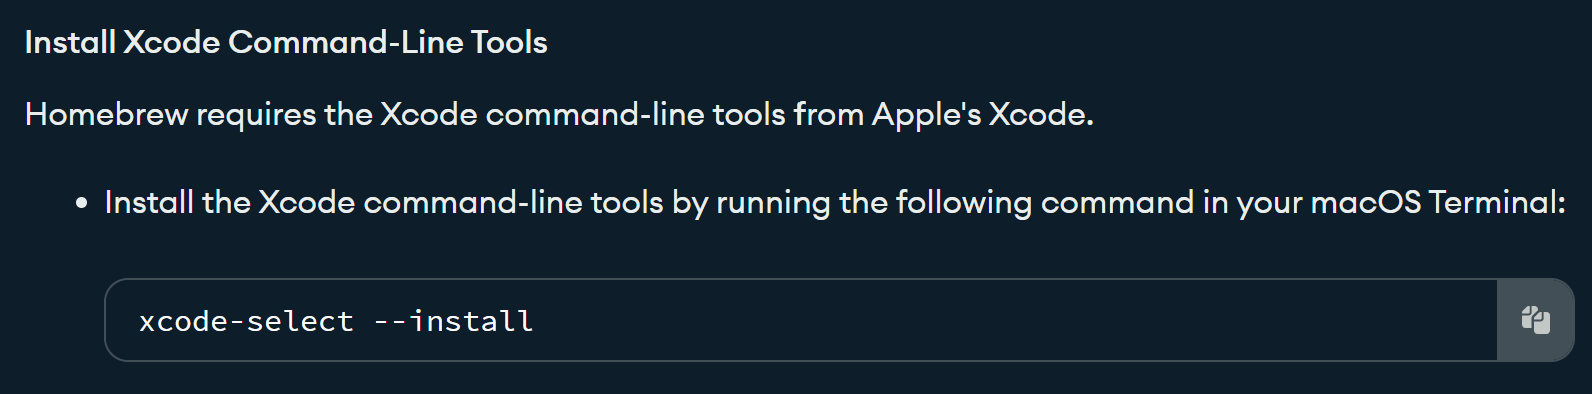 Install Xcode Command-Line Tools
Homebrew requires the Xcode command-line tools from Apple's Xcode.
• Install the Xcode command-line tools by running the following command in your macOS Terminal:
xcode-select --install